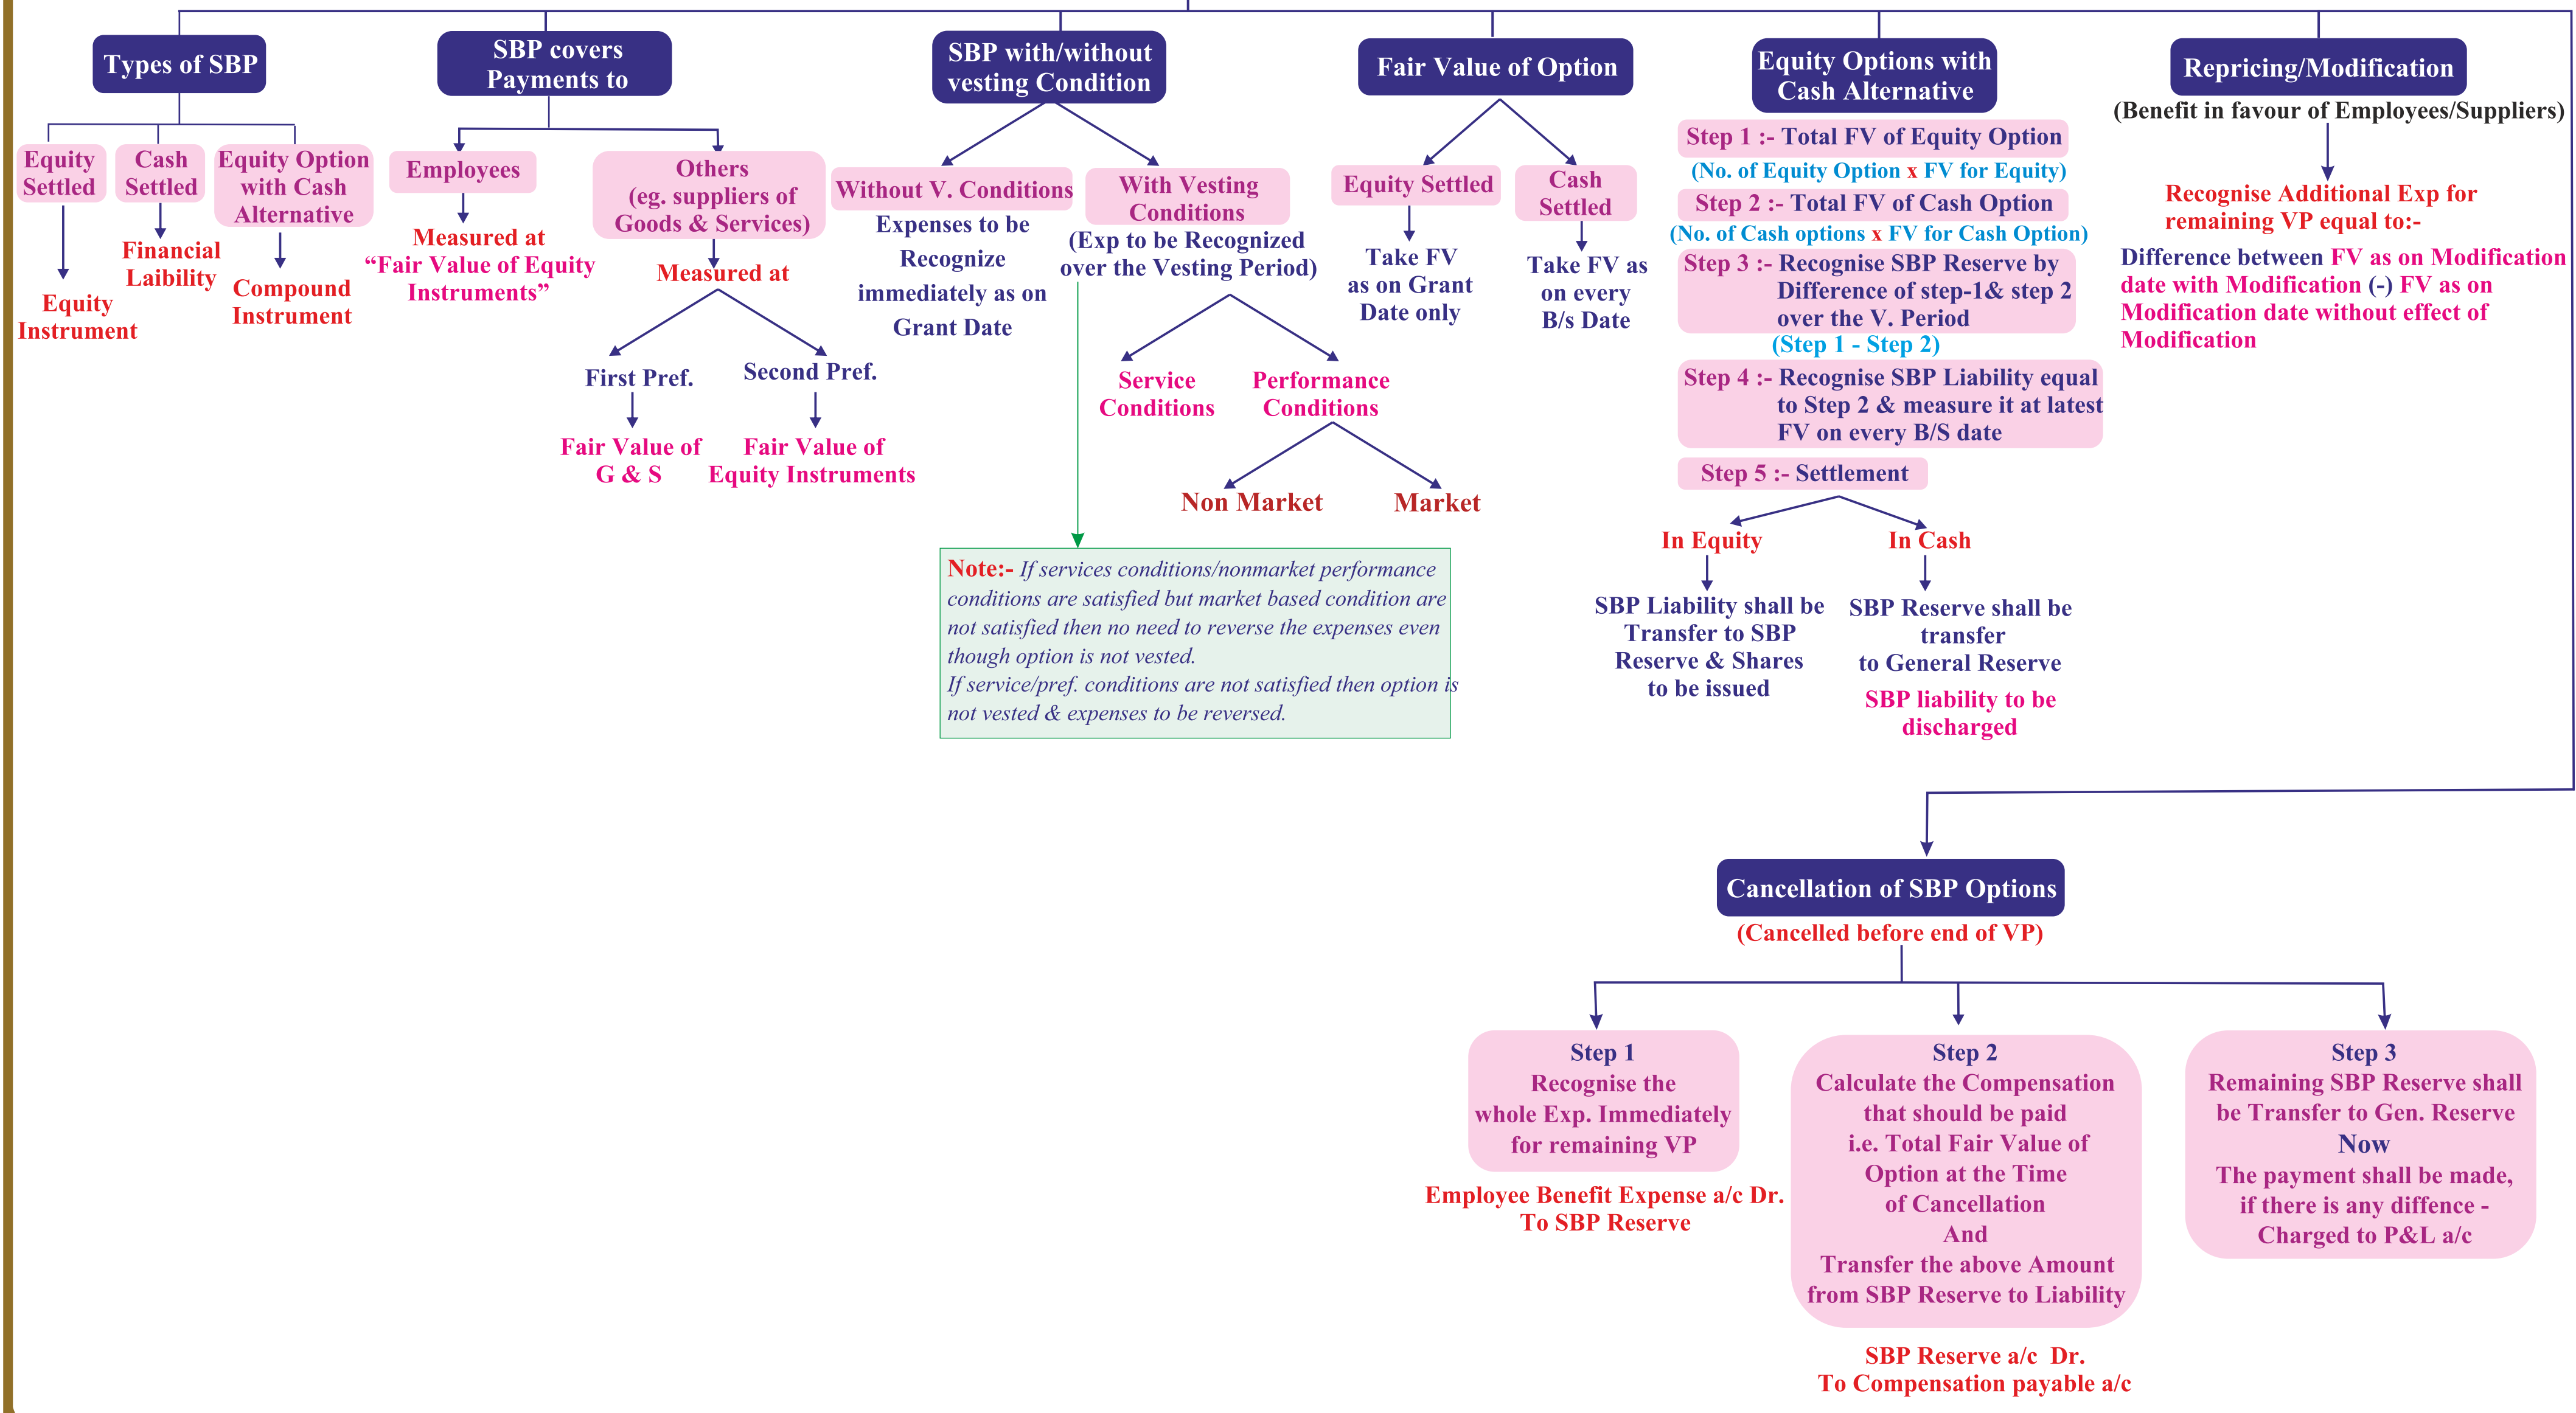 Types of SBP
Equity
Settled
Equity
Instrument
Cash
Settled
Financial
Laibility
Equity Option
with Cash
Alternative
Compound
Instrument
SBP covers
Payments to
Employees
Measured at
“Fair Value of Equity
Instruments”
Others
(eg. suppliers of
Goods & Services)
Measured at
First Pref.
Fair Value of
G & S
Second Pref.
Fair Value of
Equity Instruments
SBP with/without
vesting Condition
Without V. Conditions
Expenses to be
Recognize
immediately as on
Grant Date
With Vesting
Conditions
(Exp to be Recognized
over the Vesting Period)
Service
Conditions
Performance
Conditions
Non Market
Market
Note:- If services conditions/nonmarket performance
conditions are satisfied but market based condition are
not satisfied then no need to reverse the expenses even
though option is not vested.
If service/pref. conditions are not satisfied then option is
not vested & expenses to be reversed.
Fair Value of Option
Equity Settled
Take FV
as on Grant
Date only
Cash
Settled
Take FV as
on every
B/s Date
Equity Options with
Cash Alternative
Step 1 :- Total FV of Equity Option
(No. of Equity Option x FV for Equity)
Step 2 :- Total FV of Cash Option
(No. of Cash options x FV for Cash Option)
Step 3 :- Recognise SBP Reserve by
Difference of step-1& step 2
over the V. Period
(Step 1 - Step 2)
Step 4 :- Recognise SBP Liability equal
to Step 2 & measure it at latest
FV on every B/S date
Step 5 :- Settlement
In Equity
SBP Liability shall be
Transfer to SBP
Reserve & Shares
to be issued
In Cash
SBP Reserve shall be
transfer
to General Reserve
SBP liability to be
discharged
Repricing/Modification
(Benefit in favour of Employees/Suppliers)
Recognise Additional Exp for
remaining VP equal to:-
Difference between FV as on Modification
date with Modification (-) FV as on
Modification date without effect of
Modification
Cancellation of SBP Options
(Cancelled before end of VP)
Step 1
Recognise the
whole Exp. Immediately
for remaining VP
Employee Benefit Expense a/c Dr.
To SBP Reserve
Step 2
Calculate the Compensation
that should be paid
i.e. Total Fair Value of
Option at the Time
of Cancellation
And
Transfer the above Amount
from SBP Reserve to Liability
SBP Reserve a/c Dr.
To Compensation payable a/c
Step 3
Remaining SBP Reserve shall
be Transfer to Gen. Reserve
Now
The payment shall be made,
if there is any diffence -
Charged to P&L a/c